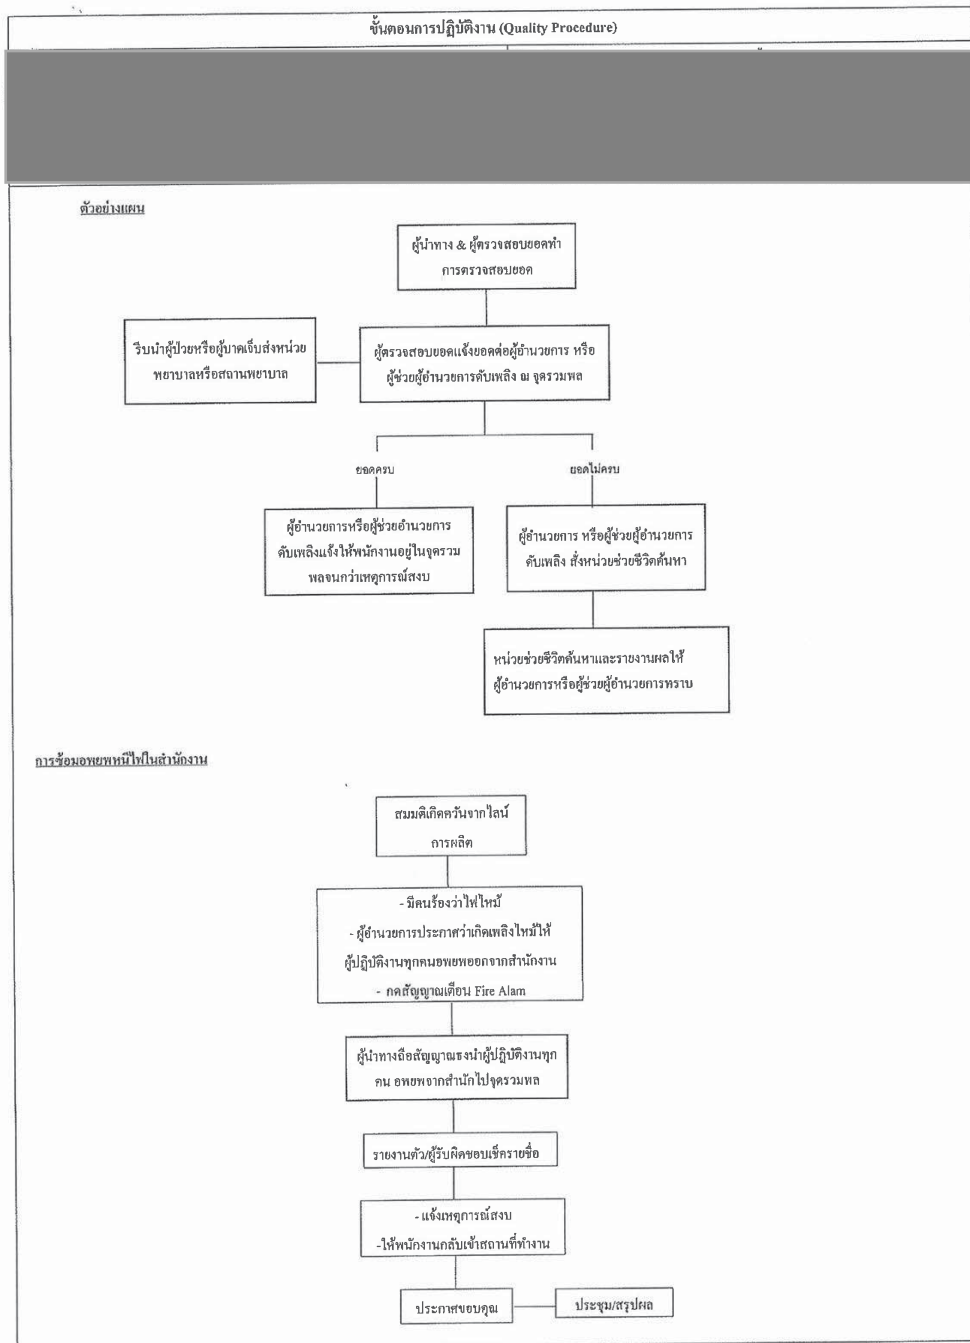 ขั้นตอนการปฏิบัติงาน (Quality Procedure)
ตัวอย่างแผน
ผู้นำทาง & ผู้ตรวจสอบยอดทำ
การตรวจสอบยอด
รีบนำผู้ป่วยหรือผู้บาดเจ็บส่งหน่วย
พยาบาลหรือสถานพยาบาล
ผู้ตรวจสอบยอดแจ้งยอดต่อผู้อำนวยการ หรือ
ผู้ช่วยผู้อำนวยการดับเพลิง ณ จุดรวมพล
ยอดครบ
ยอดไม่ครบ
ผู้อำนวยการหรือผู้ช่วยอำนวยการ
ดับเพลิงแจ้งให้พนักงานอยู่ในจุดรวม
พลจนกว่าเหตุการณ์สงบ
ผู้อำนวยการ หรือผู้ช่วยผู้อำนวยการ
ดับเพลิง สั่งหน่วยช่วยชีวิตค้นหา
หน่วยช่วยชีวิตค้นหาและรายงานผลให้
ผู้อำนวยการหรือผู้ช่วยผู้อำนวยการทราบ
การซ้อมอพยพหนีไฟในสำนักงาน
สมมติเกิดควันจากไลน์
การผลิต
- มีคนร้องว่าไฟไหม้
- ผู้อำนวยการประกาศว่าเกิดเพลิงไหม้ให้
ผู้ปฏิบัติงานทุกคนอพยพออกจากสำนักงาน
- กดสัญญาณเตือน Fire Alam
ผู้นำทางถือสัญญาณธงนำผู้ปฏิบัติงานทุก
คน อพยพจากสำนักไปจุดรวมพล
รายงานตัว/ผู้รับผิดชอบเช็ครายชื่อ
- แจ้งเหตุการณ์สงบ
-ให้พนักงานกลับเข้าสถานที่ทำงาน
ประกาศขอบคุณ
ประชุม/สรุปผล